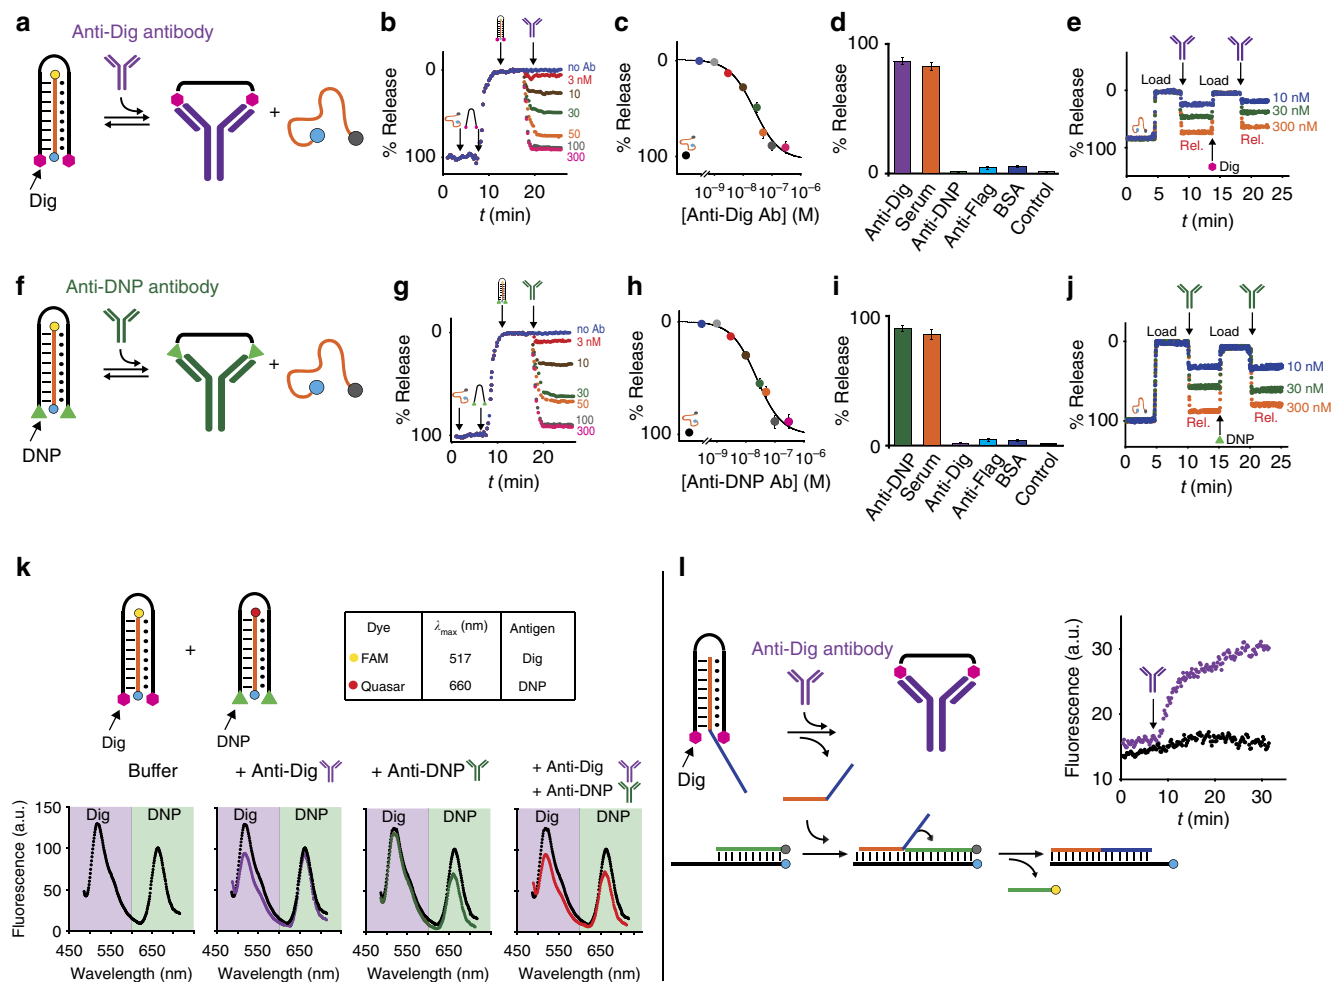 a
Anti-Dig antibody
Dig
+
b
% Release
0
100
no Ab
3 nM
10
30
50
100
300
0 10 20
t (min)
c
% Release
0
100
10⁻⁹ 10⁻⁸ 10⁻⁷ 10⁻⁶
[Anti-Dig Ab] (M)
d
% Release
100
0
Anti-Dig
Serum
Anti-DNP
Anti-Flag
BSA
Control
e
% Release
0
100
Load
Load
10 nM
30 nM
300 nM
Rel.
Rel.
Dig
0 5 10 15 20 25
t (min)
f
Anti-DNP antibody
DNP
+
g
% Release
0
100
no Ab
3 nM
10
30
50
100
300
0 10 20
t (min)
h
% Release
0
100
10⁻⁹ 10⁻⁸ 10⁻⁷ 10⁻⁶
[Anti-DNP Ab] (M)
i
% Release
100
0
Anti-DNP
Serum
Anti-Dig
Anti-Flag
BSA
Control
j
% Release
0
100
Load
Load
10 nM
30 nM
300 nM
Rel.
Rel.
DNP
0 5 10 15 20 25
t (min)
k
+
Dig
DNP
Dye λmax (nm) Antigen
FAM 517 Dig
Quasar 660 DNP
Buffer
+ Anti-Dig
+ Anti-DNP
+ Anti-Dig
+ Anti-DNP
Fluorescence (a.u.)
150
100
50
0
Dig DNP
Dig DNP
Dig DNP
Dig DNP
450 550 650
450 550 650
450 550 650
450 550 650
Wavelength (nm)
Wavelength (nm)
Wavelength (nm)
Wavelength (nm)
l
Anti-Dig antibody
Dig
Fluorescence (a.u.)
30
20
10
0 10 20 30
t (min)